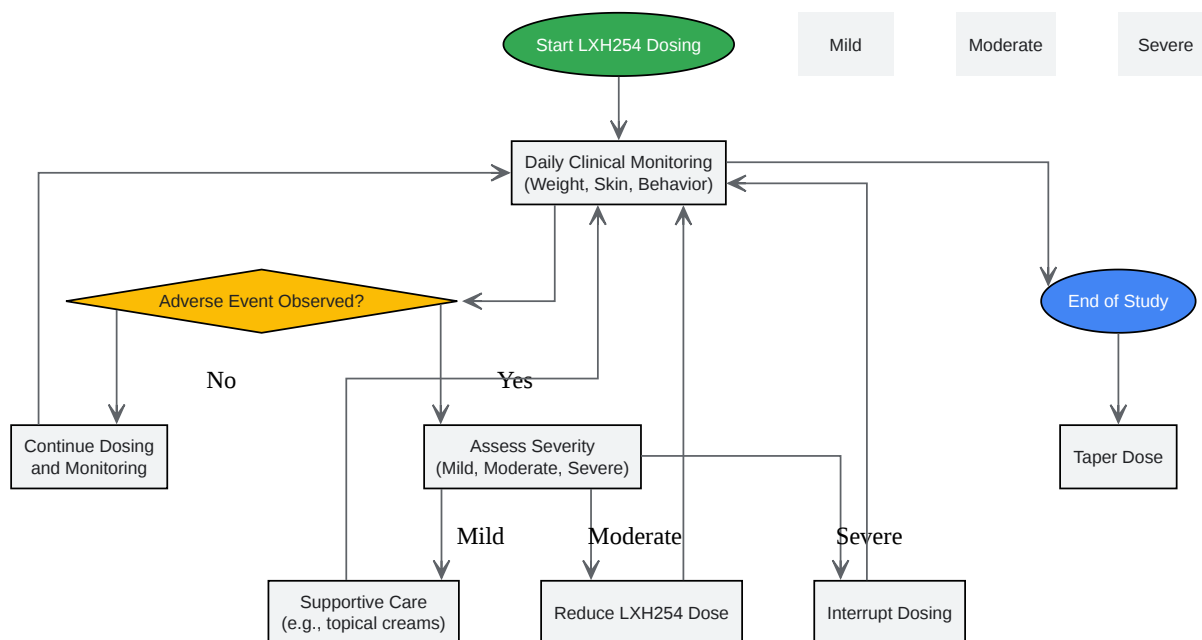 Start LXH254 Dosing
Mild
Moderate
Severe
Daily Clinical Monitoring
(Weight, Skin, Behavior)
Adverse Event Observed?
End of Study
No
Yes
Continue Dosing
and Monitoring
Assess Severity
(Mild, Moderate, Severe)
Taper Dose
Mild
Moderate
Severe
Supportive Care
(e.g., topical creams)
Reduce LXH254 Dose
Interrupt Dosing